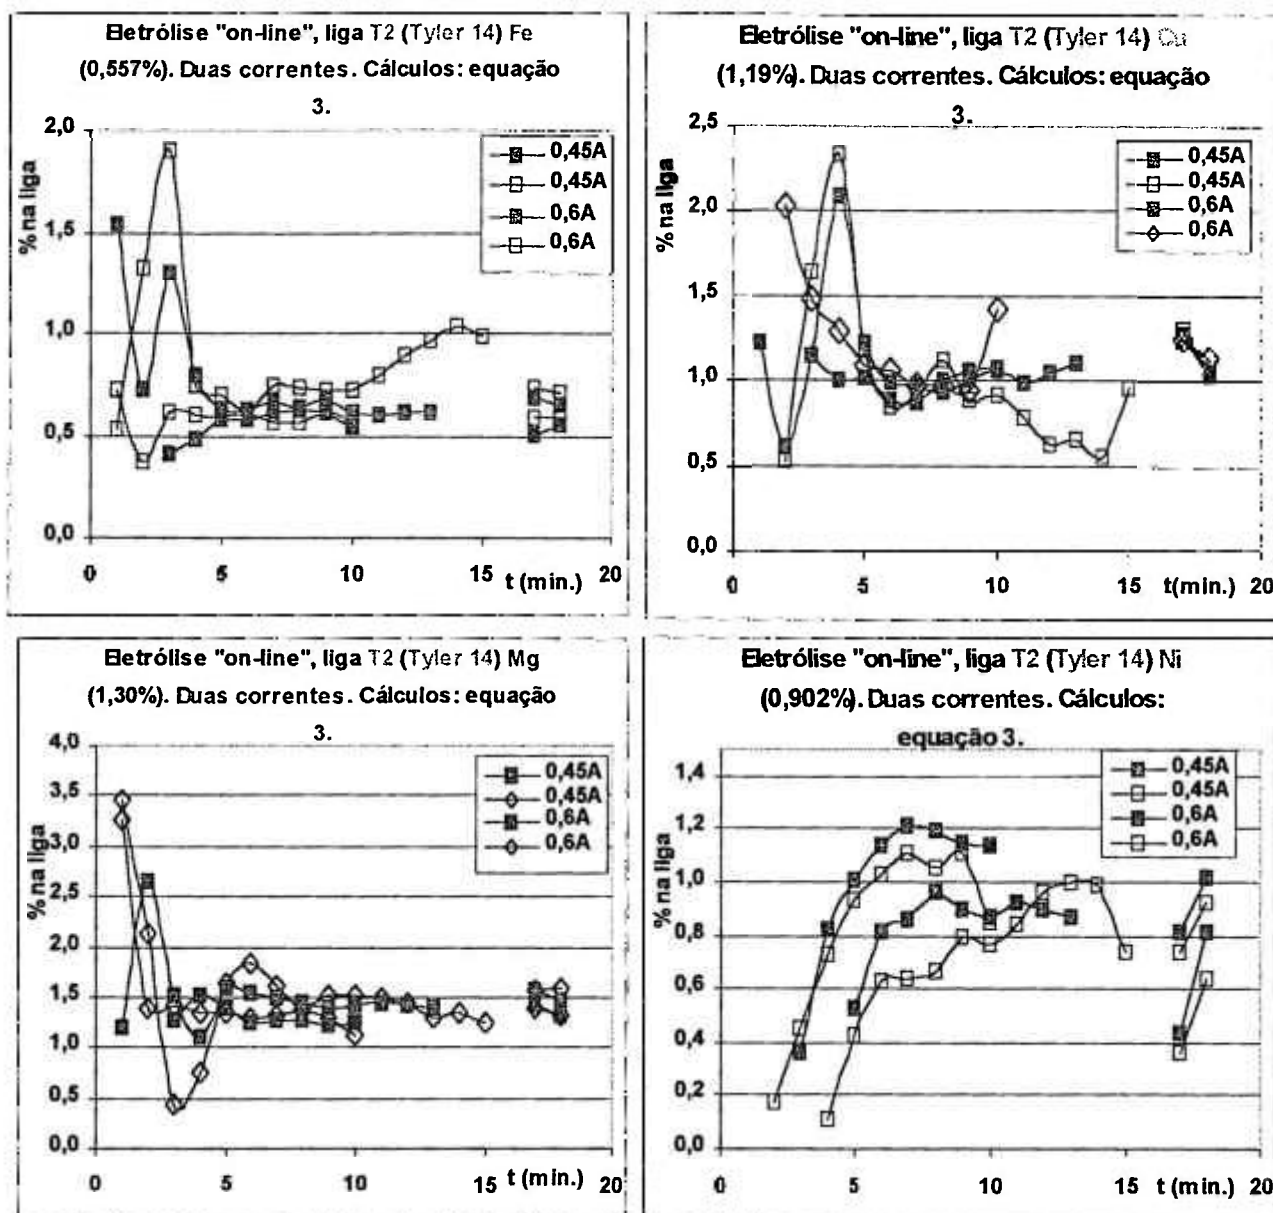 Eletrólise "on-line", liga T2 (Tyler 14) Fe
(0,557%). Duas correntes. Cálculos: equação
3.
2,0
1,5
1,0
0,5
0,0
% na liga
0,45A
0,45A
0,6A
0,6A
0
5
10
15
t (min.)
20
Eletrólise "on-line", liga T2 (Tyler 14) Cu
(1,19%). Duas correntes. Cálculos: equação
3.
2,5
2,0
1,5
1,0
0,5
0,0
% na liga
0,45A
0,45A
0,6A
0,6A
0
5
10
15
t(min.)
20
Eletrólise "on-line", liga T2 (Tyler 14) Mg
(1,30%). Duas correntes. Cálculos: equação
3.
4,0
3,5
3,0
2,5
2,0
1,5
1,0
0,5
0,0
% na liga
0,45A
0,45A
0,6A
0,6A
0
5
10
15
t (min.)
20
Eletrólise "on-line", liga T2 (Tyler 14) Ni
(0,902%). Duas correntes. Cálculos:
equação 3.
1,4
1,2
1,0
0,8
0,6
0,4
0,2
0,0
% na liga
0,45A
0,45A
0,6A
0,6A
0
5
10
15
t (min.)
20